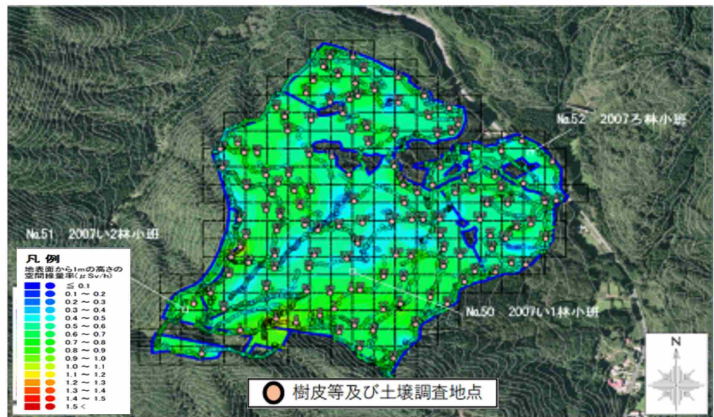 No.52 2007ろ林小班
No.51 2007い2林小班
No.50 2007い1林小班
凡 例
地表面から1mの高さの
空間線量率(μSv/h)
≦ 0.1
0.1 ～ 0.2
0.2 ～ 0.3
0.3 ～ 0.4
0.4 ～ 0.5
0.5 ～ 0.6
0.6 ～ 0.7
0.7 ～ 0.8
0.8 ～ 0.9
0.9 ～ 1.0
1.0 ～ 1.1
1.1 ～ 1.2
1.2 ～ 1.3
1.3 ～ 1.4
1.4 ～ 1.5
1.5 <
樹皮等及び土壌調査地点
N